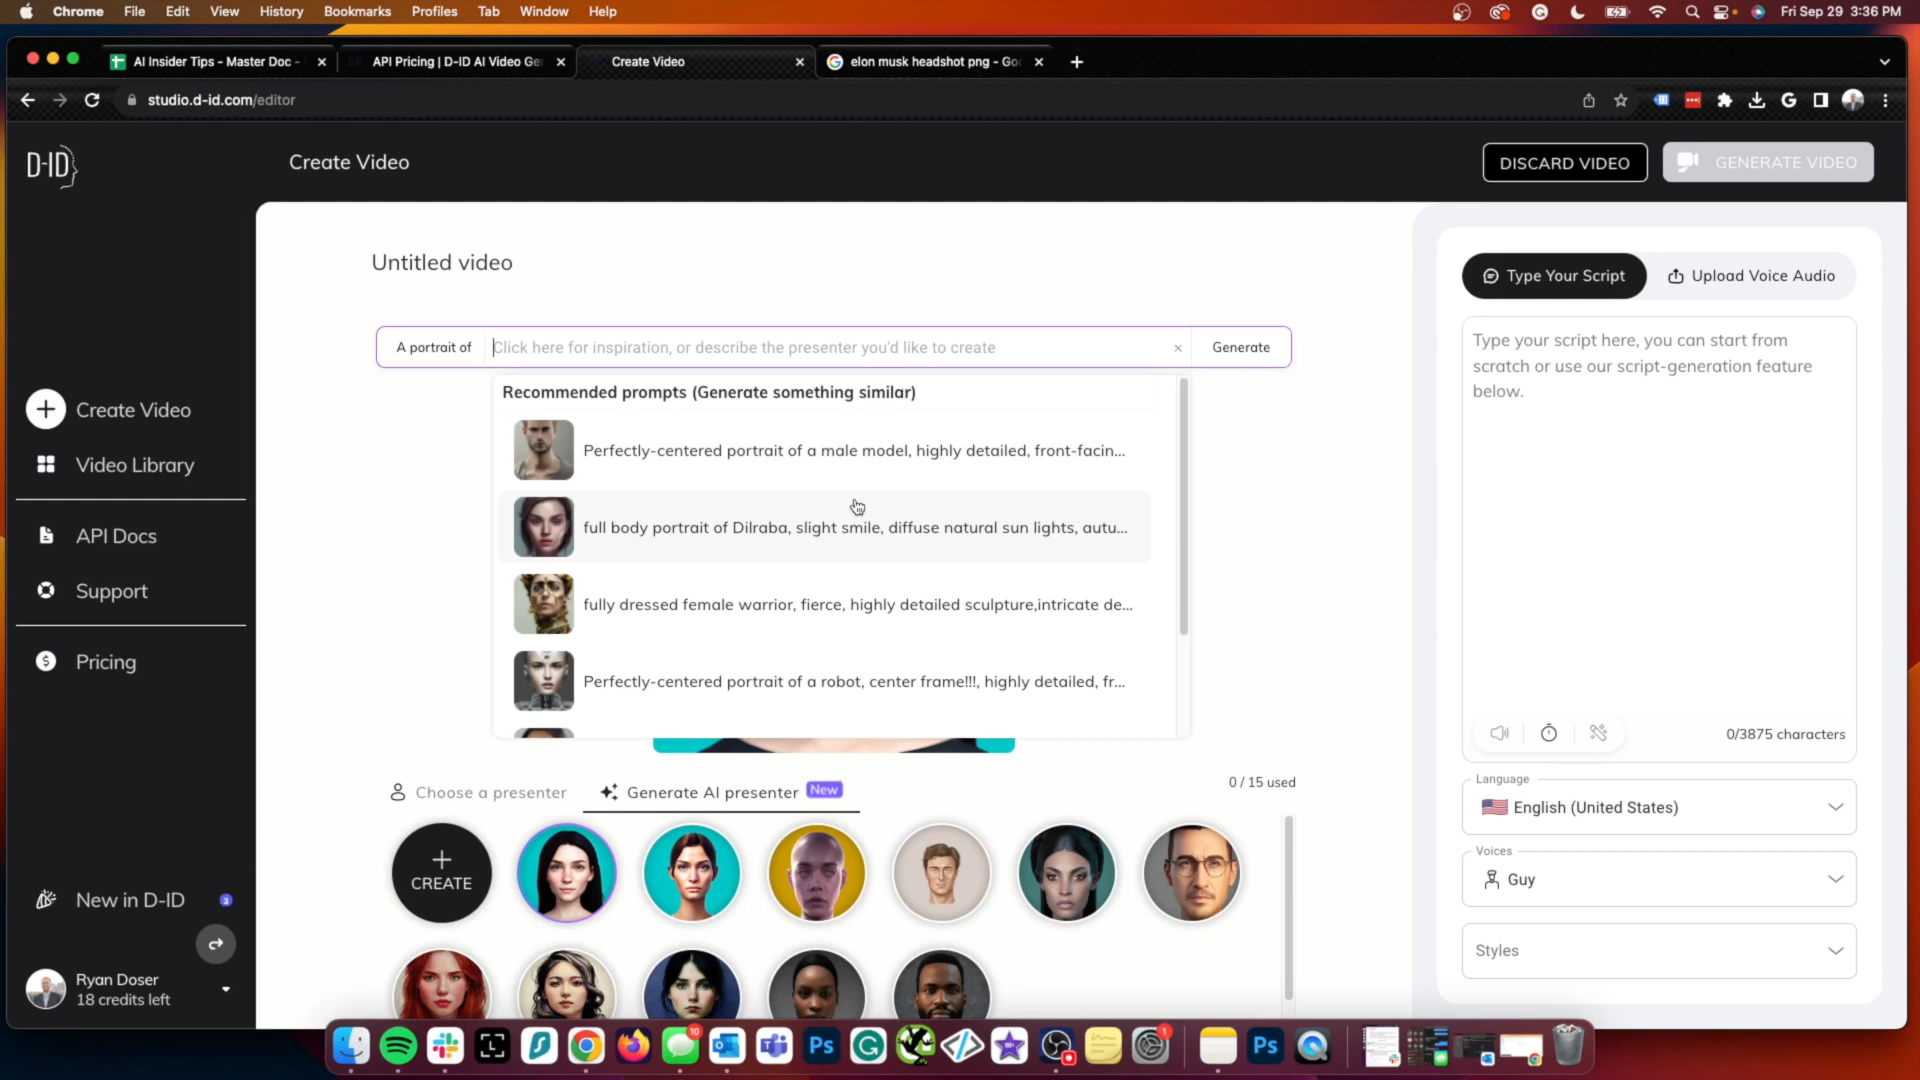 Chrome File Edit View History Bookmarks Profiles Tab Window Help
Fri Sep 29 3:36 PM
AI Insider Tips - Master Doc -
API Pricing | D-ID AI Video Ge
Create Video
elon musk headshot png - Go
studio.d-id.com/editor
D-ID
Create Video
DISCARD VIDEO
GENERATE VIDEO
Untitled video
Type Your Script
Upload Voice Audio
A portrait of
Click here for inspiration, or describe the presenter you'd like to create
Generate
Type your script here, you can start from
scratch or use our script-generation feature
below.
Recommended prompts (Generate something similar)
Perfectly-centered portrait of a male model, highly detailed, front-facin...
full body portrait of Dilraba, slight smile, diffuse natural sun lights, autu...
fully dressed female warrior, fierce, highly detailed sculpture,intricate de...
Perfectly-centered portrait of a robot, center frame!!!, highly detailed, fr...
Create Video
Video Library
API Docs
Support
Pricing
0/3875 characters
Choose a presenter
Generate AI presenter
New
0 / 15 used
CREATE
Language
English (United States)
Voices
Guy
Styles
New in D-ID
3
Ryan Doser
18 credits left
10
1
Ps
Ps